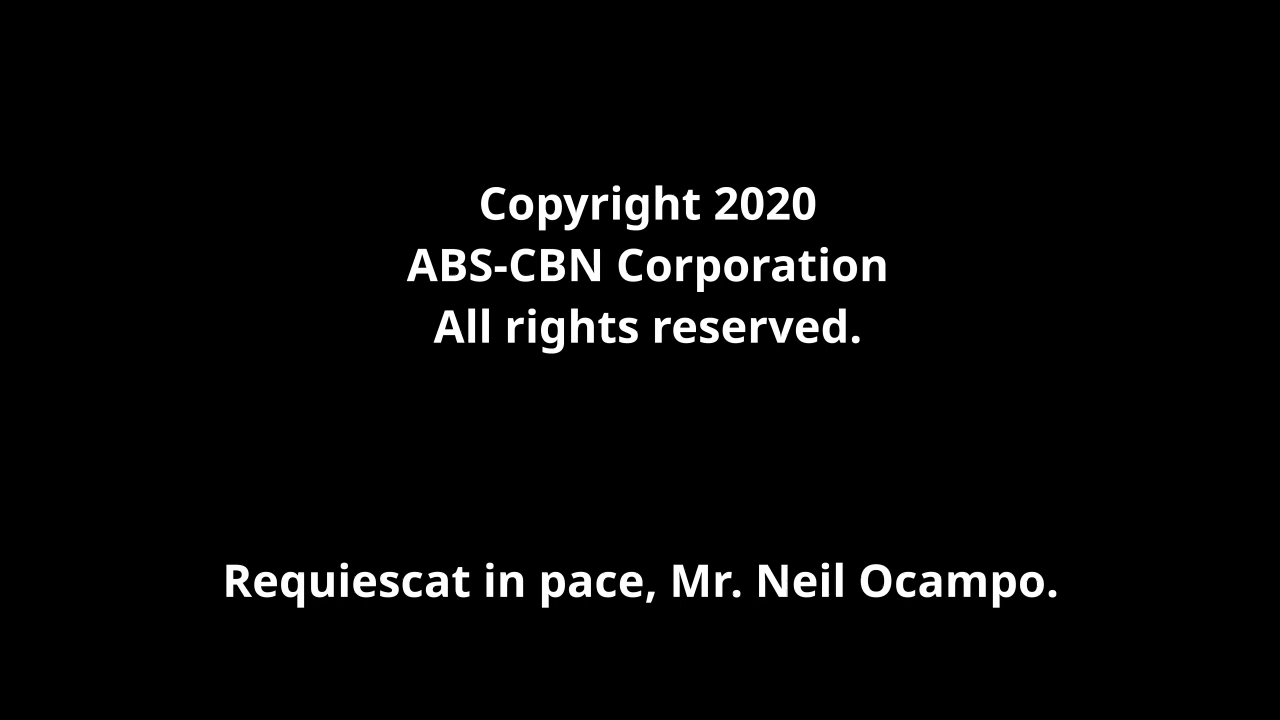 Copyright 2020
ABS-CBN Corporation
All rights reserved.
Requiescat in pace, Mr. Neil Ocampo.